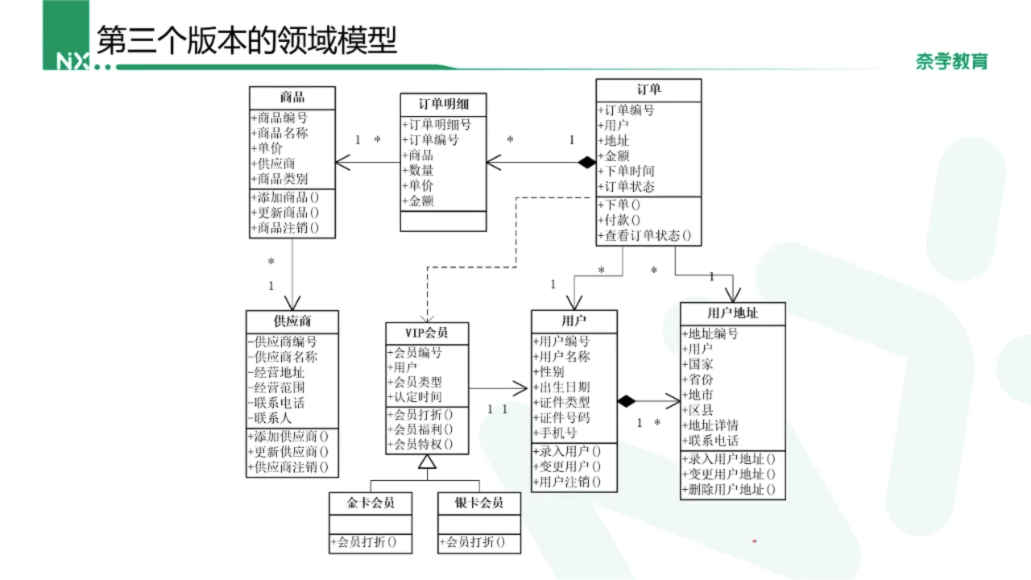 第三个版本的领域模型
NX
奈学教育
商品
+商品编号
+商品名称
+单价
+供应商
+商品类别
+添加商品()
+更新商品()
+商品注销()
1 *
订单明细
+订单明细号
+订单编号
+商品
+数量
+单价
+金额
* 1
订单
+订单编号
+用户
+地址
+金额
+下单时间
+订单状态
+下单()
+付款()
+查看订单状态()
*
1
* 1
* 1
供应商
-供应商编号
-供应商名称
-经营地址
-经营范围
-联系电话
-联系人
+添加供应商()
+更新供应商()
+供应商注销()
VIP会员
+会员编号
+用户
+会员类型
+认定时间
+会员打折()
+会员福利()
+会员特权()
1 1
用户
+用户编号
+用户名称
+性别
+出生日期
+证件类型
+证件号码
+手机号
+录入用户()
+变更用户()
+用户注销()
1 *
用户地址
+地址编号
+用户
+国家
+省份
+地市
+区县
+地址详情
+联系电话
+录入用户地址()
+变更用户地址()
+删除用户地址()
金卡会员
+会员打折()
银卡会员
+会员打折()